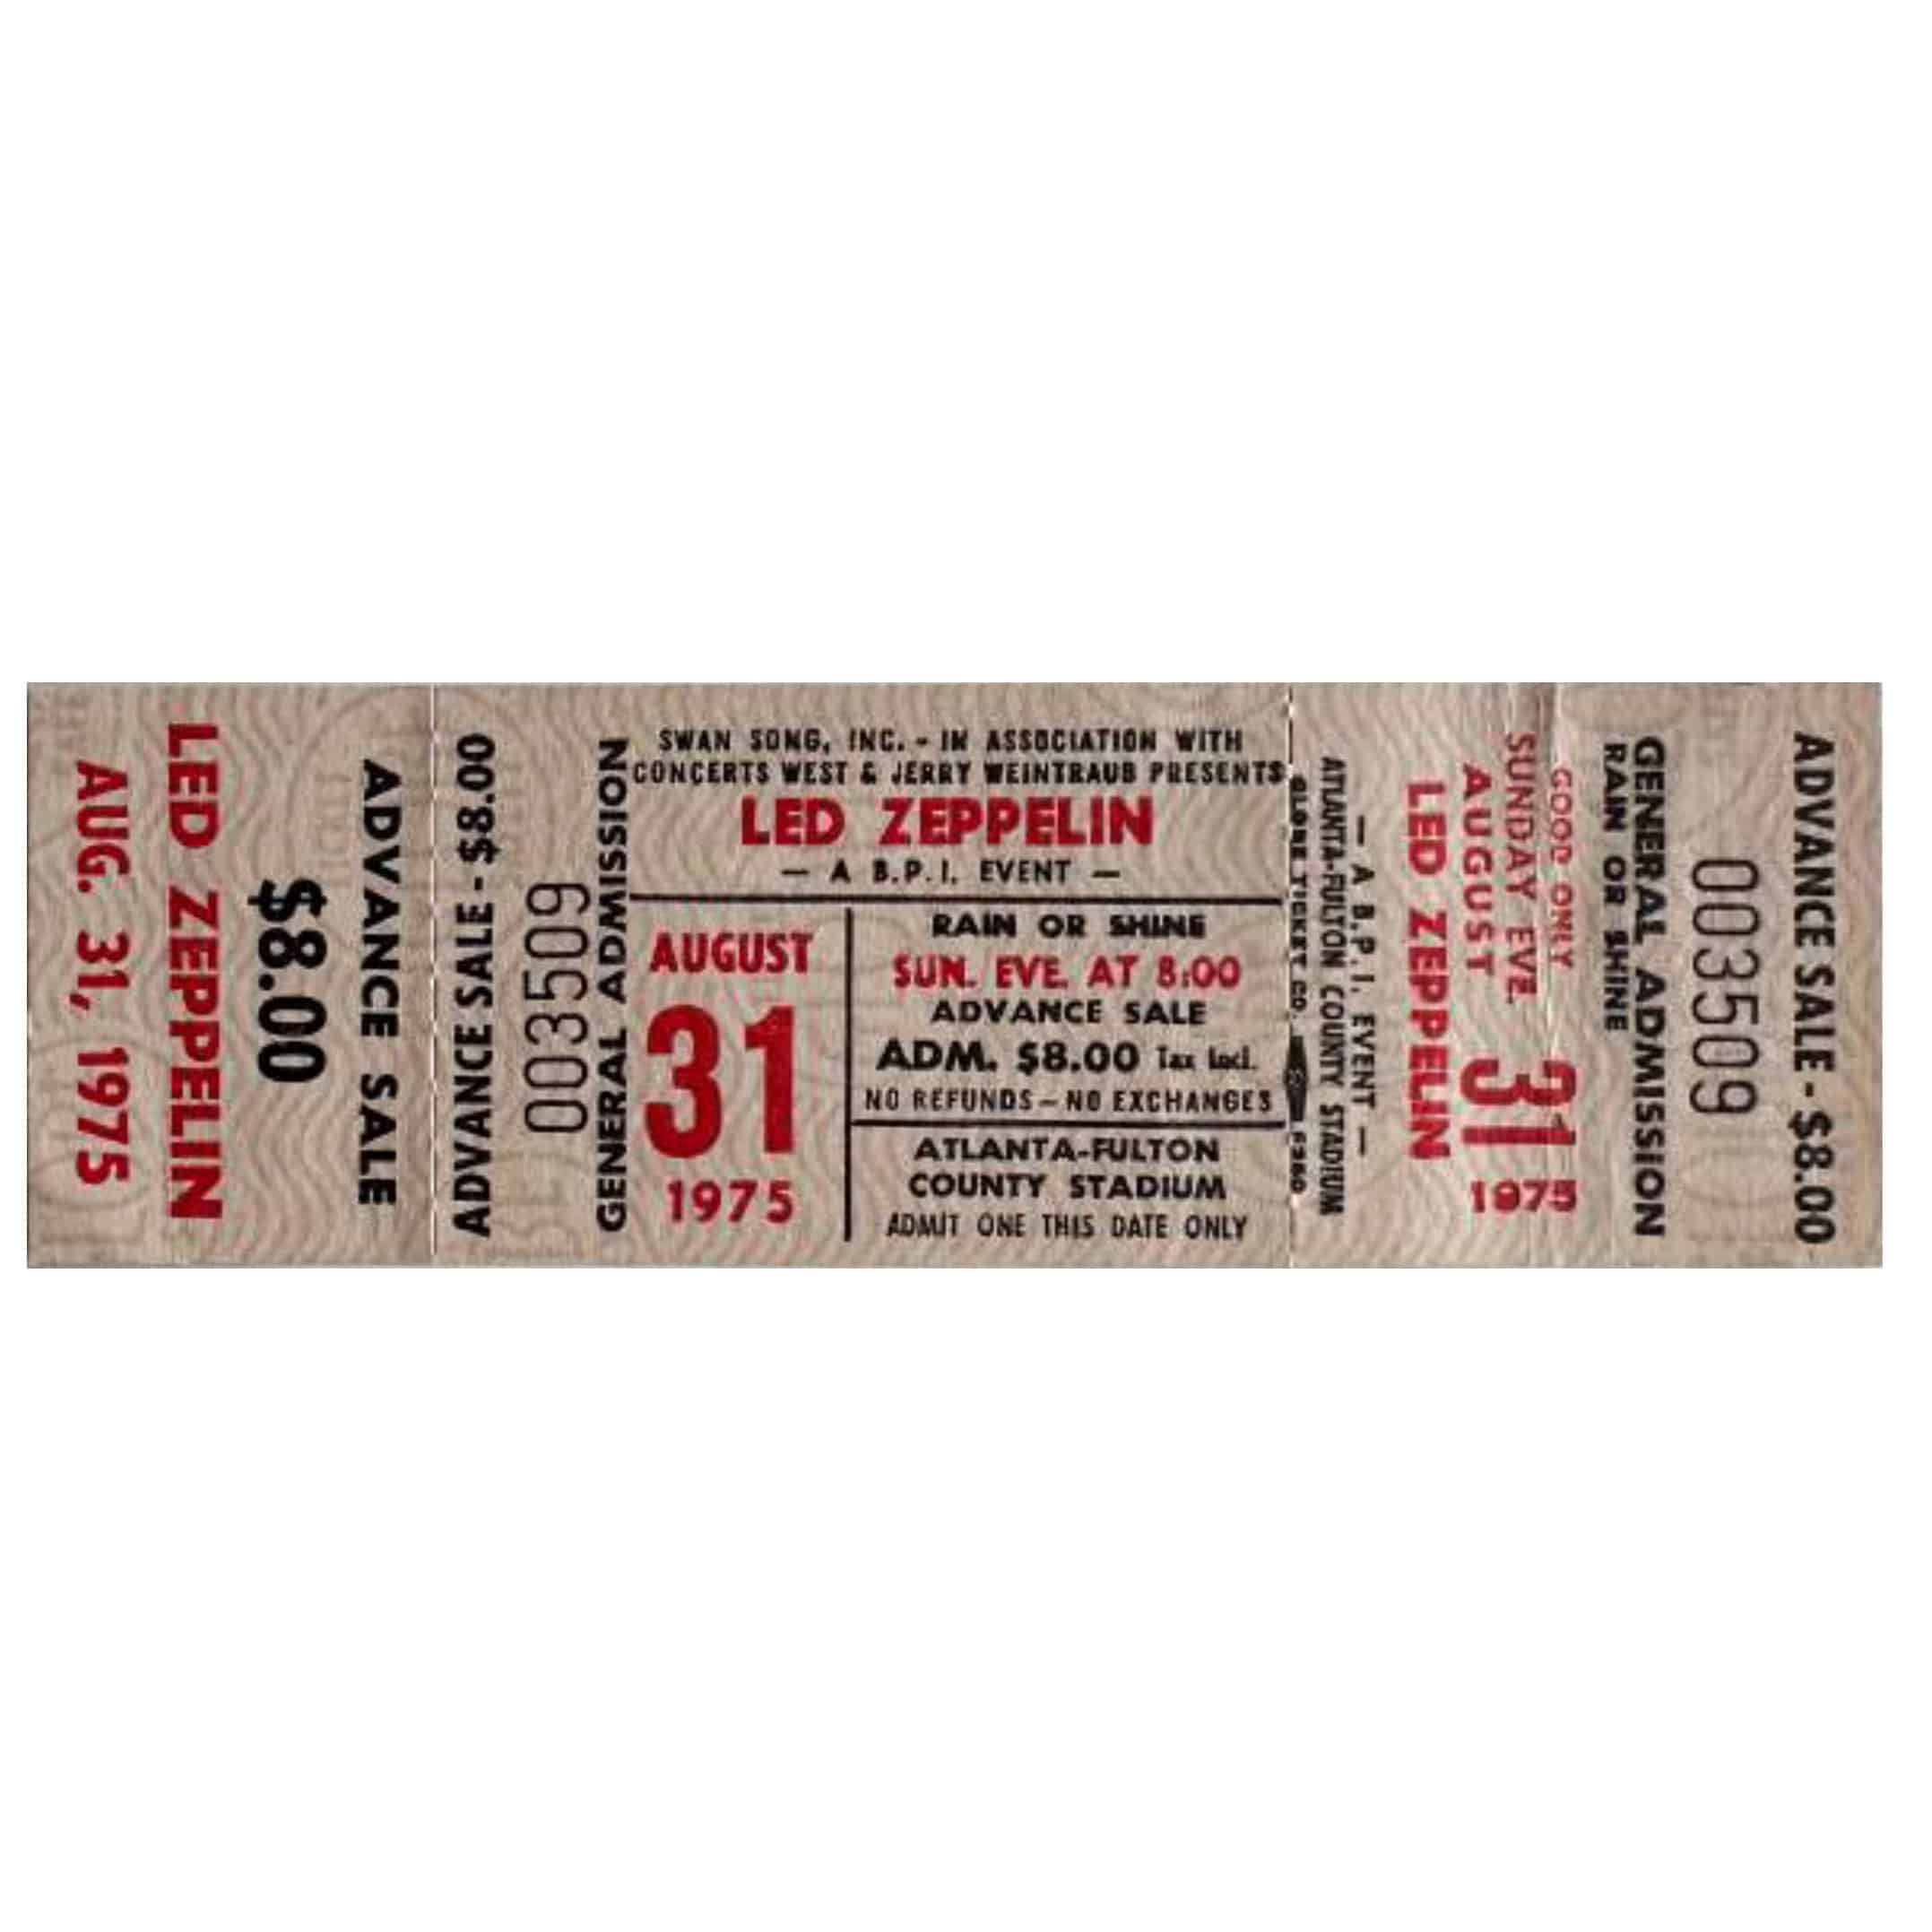 LED ZEPPELIN
AUG. 31, 1975
$8.00
ADVANCE SALE
ADVANCE SALE - $8.00
003509
GENERAL ADMISSION
SWAN SONG, INC. - IN ASSOCIATION WITH
CONCERTS WEST & JERRY WEINTRAUB PRESENTS
LED ZEPPELIN
— A B.P.I. EVENT —
AUGUST
31
1975
RAIN OR SHINE
SUN. EVE. AT 8:00
ADVANCE SALE
ADM. $8.00 Tax Incl.
NO REFUNDS — NO EXCHANGES
ATLANTA-FULTON
COUNTY STADIUM
ADMIT ONE THIS DATE ONLY
GLOBE TICKET CO.
— A B.P.I. EVENT —
ATLANTA-FULTON COUNTY STADIUM
GOOD ONLY
SUNDAY EVE.
AUGUST 31 1975
LED ZEPPELIN
GENERAL ADMISSION
RAIN OR SHINE
003509
ADVANCE SALE - $8.00